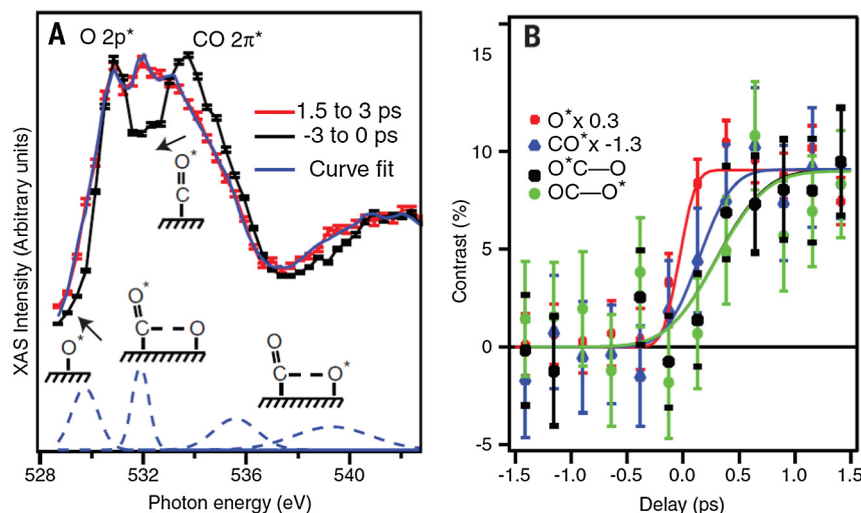 A
O 2p*
CO 2π*
1.5 to 3 ps
-3 to 0 ps
Curve fit
O*
C
O*
O*
C
O
O
C
O*
XAS Intensity (Arbitrary units)
528
532
536
540
Photon energy (eV)
B
O* x 0.3
CO* x -1.3
O*C—O
OC—O*
15
10
5
0
-5
Contrast (%)
-1.5
-1.0
-0.5
0.0
0.5
1.0
1.5
Delay (ps)